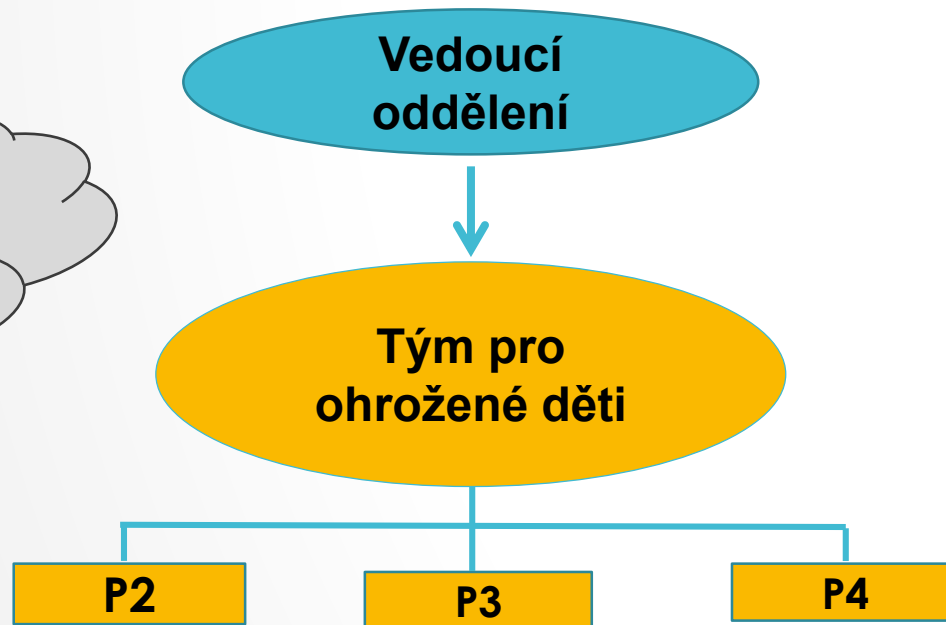 Vedoucí
oddělení
Tým pro
ohrožené děti
P2
P3
P4